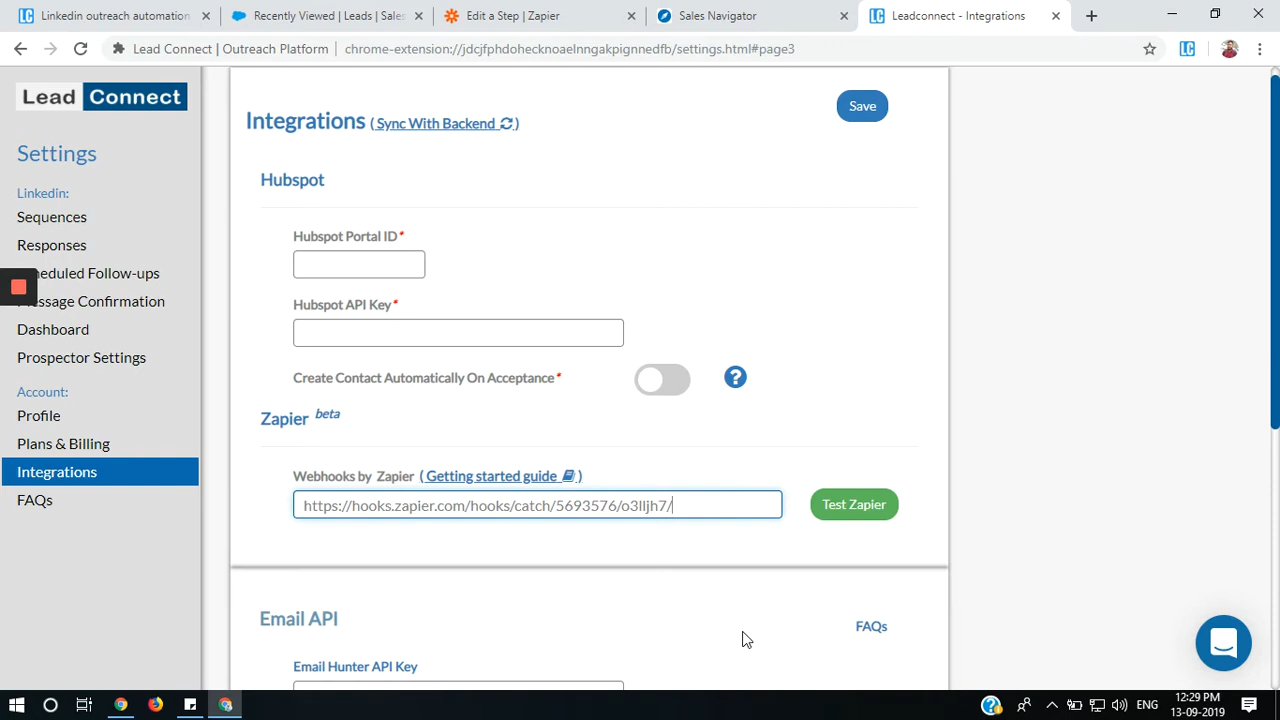 Linkedin outreach automation
Recently Viewed | Leads | Sales
Edit a Step | Zapier
Sales Navigator
Leadconnect - Integrations
Lead Connect | Outreach Platform
chrome-extension://jdcjfphdohecknoaelnngakpignnedfb/settings.html#page3
Lead Connect
Settings
Linkedin:
Sequences
Responses
heduled Follow-ups
essage Confirmation
Dashboard
Prospector Settings
Account:
Profile
Plans & Billing
Integrations
FAQs
Integrations ( Sync With Backend )
Save
Hubspot
Hubspot Portal ID*
Hubspot API Key*
Create Contact Automatically On Acceptance*
?
Zapier beta
Webhooks by Zapier ( Getting started guide )
https://hooks.zapier.com/hooks/catch/5693576/o3lljh7/
Test Zapier
Email API
FAQs
Email Hunter API Key
ENG
12:29 PM
13-09-2019